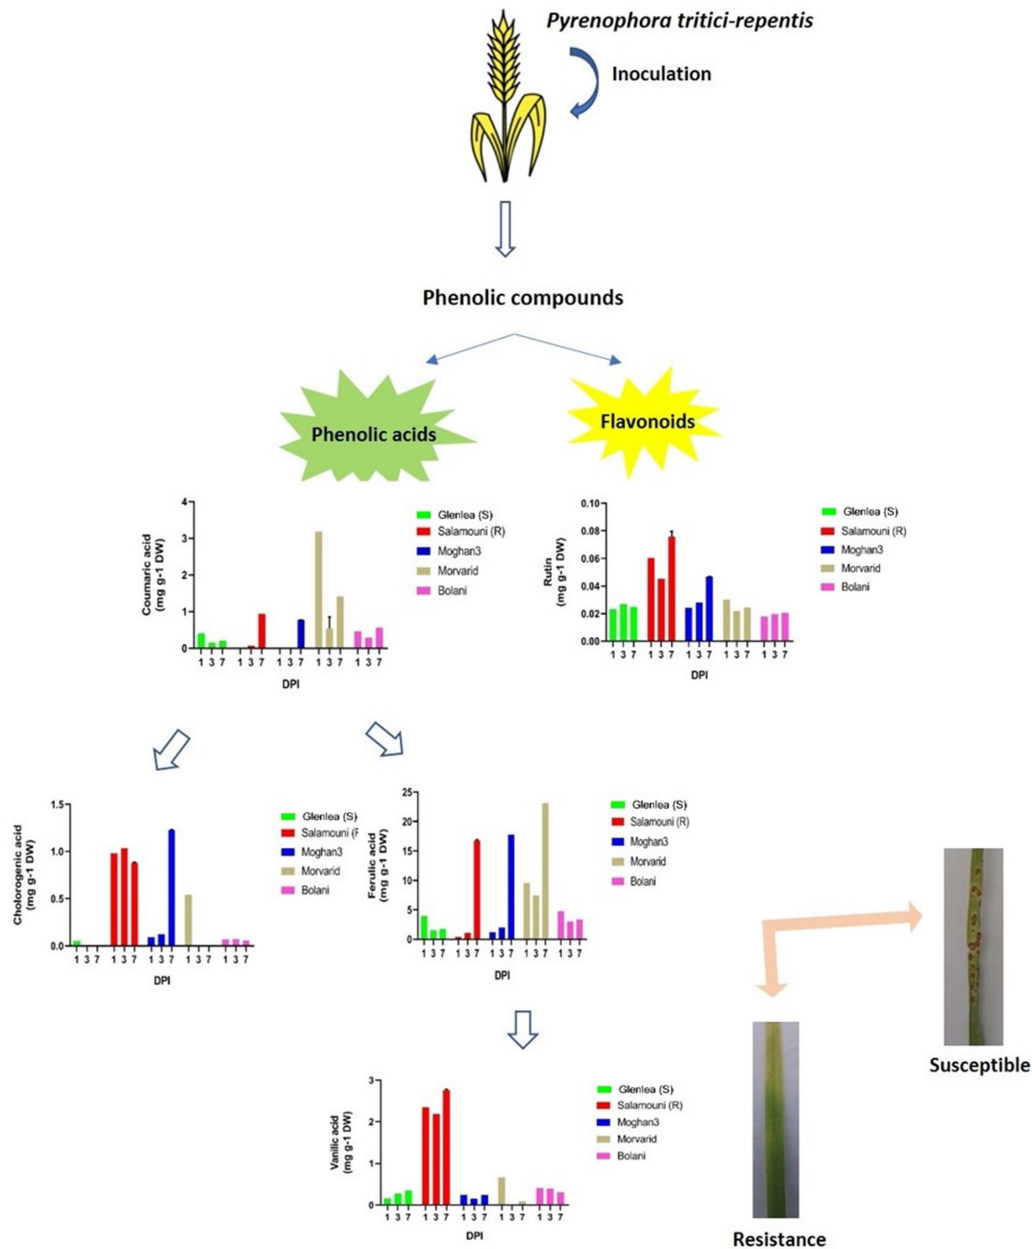 Pyrenophora tritici-repentis
Inoculation
Phenolic compounds
Phenolic acids
Flavonoids
Coumaric acid
(mg g-1 DW)
4
3
2
1
0
1 3 7 1 3 7 1 3 7 1 3 7 1 3 7
DPI
Glenlea (S)
Salamouni (R)
Moghan3
Morvarid
Bolani
Rutin
(mg g-1 DW)
0.10
0.08
0.06
0.04
0.02
0.00
1 3 7 1 3 7 1 3 7 1 3 7 1 3 7
DPI
Glenlea (S)
Salamouni (R)
Moghan3
Morvarid
Bolani
Cholorogenic acid
(mg g-1 DW)
1.5
1.0
0.5
0.0
1 3 7 1 3 7 1 3 7 1 3 7 1 3 7
DPI
Glenlea (S)
Salamouni (F
Moghan3
Morvarid
Bolani
Ferulic acid
(mg g-1 DW)
25
20
15
10
5
0
1 3 7 1 3 7 1 3 7 1 3 7 1 3 7
DPI
Glenlea (S)
Salamouni (R)
Moghan3
Morvarid
Bolani
Vanilic acid
(mg g-1 DW)
3
2
1
0
1 3 7 1 3 7 1 3 7 1 3 7 1 3 7
DPI
Glenlea (S)
Salamouni (R)
Moghan3
Morvarid
Bolani
Susceptible
Resistance